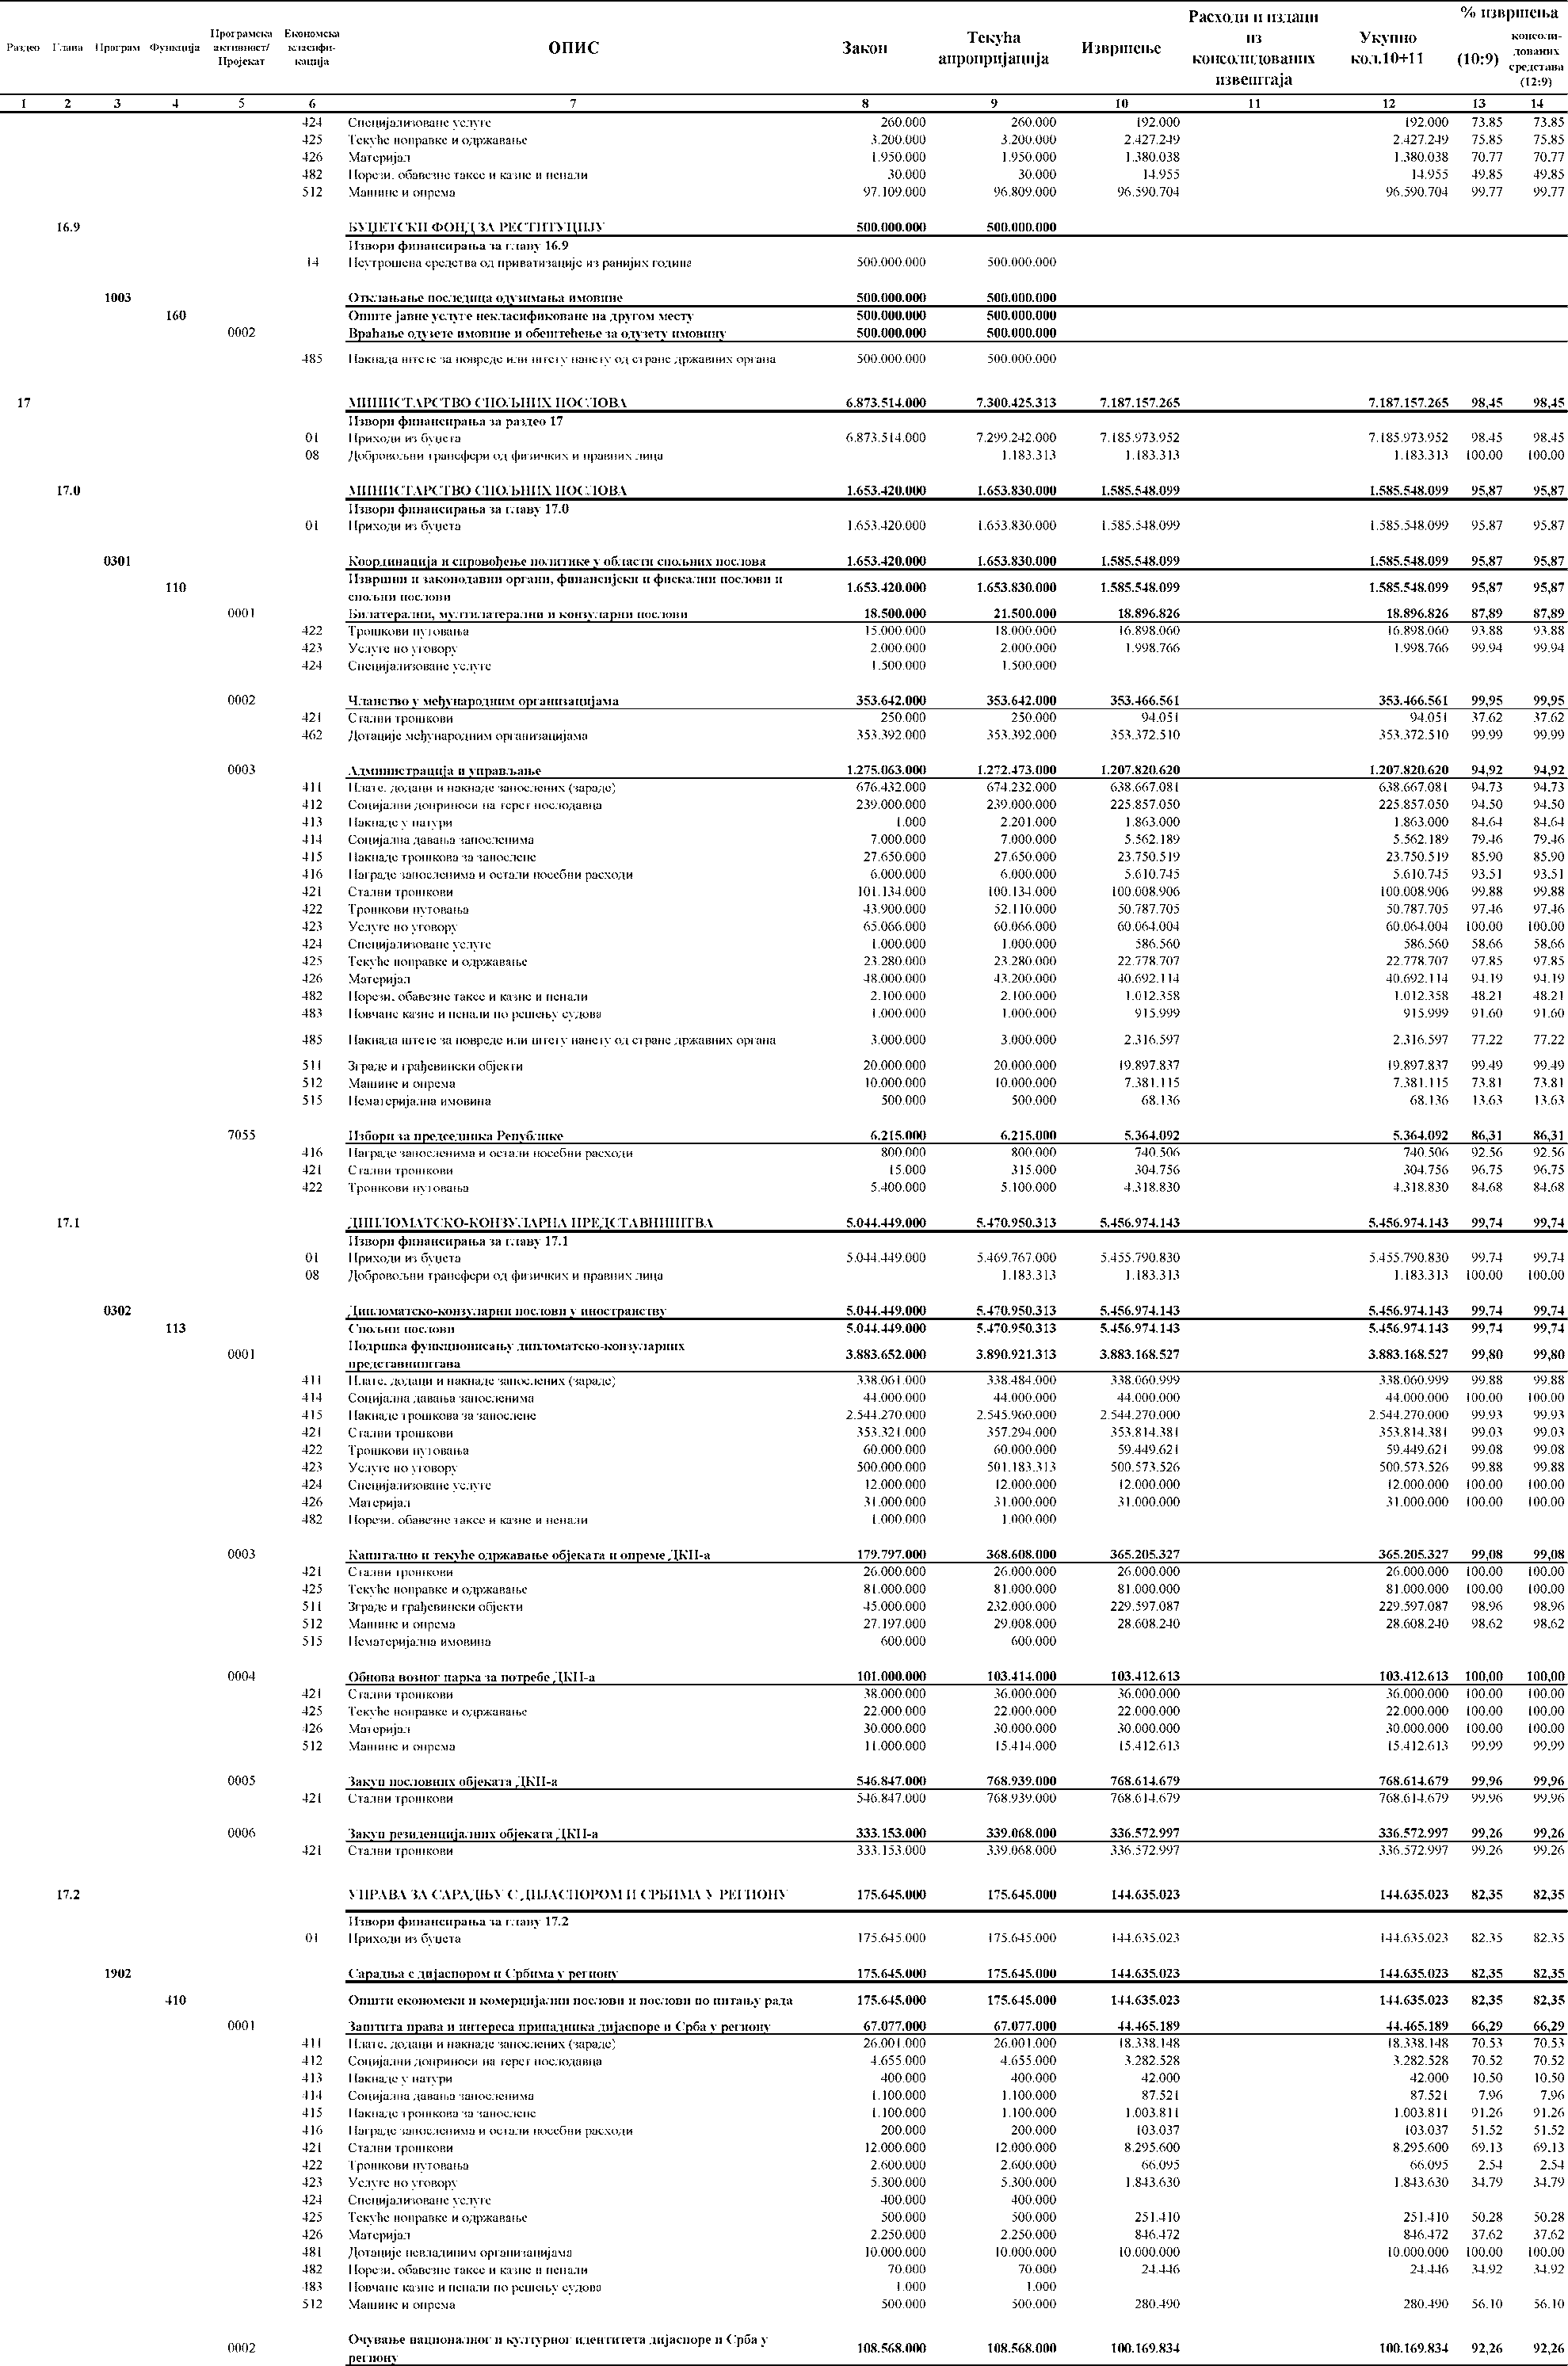 Раздео Глава Програм Функција Програмска активност/ Пројекат Економска класифи- кација ОПИС Закон Текућа апропријација Извршење Расходи и издаци из консолидованих извештаја Укупно кол.10+11 % извршења (10:9) консоли- дованих средстава (12:9)
1 2 3 4 5 6 7 8 9 10 11 12 13 14
424 Специјализоване услуге 260.000 260.000 192.000 192.000 73.85 73.85
425 Текуће поправке и одржавање 3.200.000 3.200.000 2.427.249 2.427.249 75.85 75.85
426 Материјал 1.950.000 1.950.000 1.380.038 1.380.038 70.77 70.77
482 Порези, обавезне таксе и казне и пенали 30.000 30.000 14.955 14.955 49.85 49.85
512 Машине и опрема 97.109.000 96.809.000 96.590.704 96.590.704 99.77 99.77
16.9 БУЏЕТСКИ ФОНД ЗА РЕСТИТУЦИЈУ 500.000.000 500.000.000
Извори финансирања за главу 16.9
14 Неутрошена средства од приватизације из ранијих година 500.000.000 500.000.000
1003 Отклањање последица одузимања имовине 500.000.000 500.000.000
160 Опште јавне услуге некласификоване на другом месту 500.000.000 500.000.000
0002 Враћање одузете имовине и обештећење за одузету имовину 500.000.000 500.000.000
485 Накнада штете за повреде или штету нанету од стране државних органа 500.000.000 500.000.000
17 МИНИСТАРСТВО СПОЉНИХ ПОСЛОВА 6.873.514.000 7.300.425.313 7.187.157.265 7.187.157.265 98,45 98,45
Извори финансирања за раздео 17
01 Приходи из буџета 6.873.514.000 7.299.242.000 7.185.973.952 7.185.973.952 98.45 98.45
08 Добровољни трансфери од физичких и правних лица 1.183.313 1.183.313 1.183.313 100.00 100.00
17.0 МИНИСТАРСТВО СПОЉНИХ ПОСЛОВА 1.653.420.000 1.653.830.000 1.585.548.099 1.585.548.099 95,87 95,87
Извори финансирања за главу 17.0
01 Приходи из буџета 1.653.420.000 1.653.830.000 1.585.548.099 1.585.548.099 95.87 95.87
0301 Координација и спровођење политике у области спољних послова 1.653.420.000 1.653.830.000 1.585.548.099 1.585.548.099 95,87 95,87
110 Извршни и законодавни органи, финансијски и фискални послови и спољни послови 1.653.420.000 1.653.830.000 1.585.548.099 1.585.548.099 95,87 95,87
0001 Билатерални, мултилатерални и конзуларни послови 18.500.000 21.500.000 18.896.826 18.896.826 87,89 87,89
422 Трошкови путовања 15.000.000 18.000.000 16.898.060 16.898.060 93.88 93.88
423 Услуге по уговору 2.000.000 2.000.000 1.998.766 1.998.766 99.94 99.94
424 Специјализоване услуге 1.500.000 1.500.000
0002 Чланство у међународним организацијама 353.642.000 353.642.000 353.466.561 353.466.561 99,95 99,95
421 Стални трошкови 250.000 250.000 94.051 94.051 37.62 37.62
462 Дотације међународним организацијама 353.392.000 353.392.000 353.372.510 353.372.510 99.99 99.99
0003 Администрација и управљање 1.275.063.000 1.272.473.000 1.207.820.620 1.207.820.620 94,92 94,92
411 Плате, додаци и накнаде запослених (зараде) 676.432.000 674.232.000 638.667.081 638.667.081 94.73 94.73
412 Социјални доприноси на терет послодавца 239.000.000 239.000.000 225.857.050 225.857.050 94.50 94.50
413 Накнаде у натури 1.000 2.201.000 1.863.000 1.863.000 84.64 84.64
414 Социјална давања запосленима 7.000.000 7.000.000 5.562.189 5.562.189 79.46 79.46
415 Накнаде трошкова за запослене 27.650.000 27.650.000 23.750.519 23.750.519 85.90 85.90
416 Награде запосленима и остали посебни расходи 6.000.000 6.000.000 5.610.745 5.610.745 93.51 93.51
421 Стални трошкови 101.134.000 100.134.000 100.008.906 100.008.906 99.88 99.88
422 Трошкови путовања 43.900.000 52.110.000 50.787.705 50.787.705 97.46 97.46
423 Услуге по уговору 65.066.000 60.066.000 60.064.004 60.064.004 100.00 100.00
424 Специјализоване услуге 1.000.000 1.000.000 586.560 586.560 58.66 58.66
425 Текуће поправке и одржавање 23.280.000 23.280.000 22.778.707 22.778.707 97.85 97.85
426 Материјал 48.000.000 43.200.000 40.692.114 40.692.114 94.19 94.19
482 Порези, обавезне таксе и казне и пенали 2.100.000 2.100.000 1.012.358 1.012.358 48.21 48.21
483 Новчане казне и пенали по решењу судова 1.000.000 1.000.000 915.999 915.999 91.60 91.60
485 Накнада штете за повреде или штету нанету од стране државних органа 3.000.000 3.000.000 2.316.597 2.316.597 77.22 77.22
511 Зграде и грађевински објекти 20.000.000 20.000.000 19.897.837 19.897.837 99.49 99.49
512 Машине и опрема 10.000.000 10.000.000 7.381.115 7.381.115 73.81 73.81
515 Нематеријална имовина 500.000 500.000 68.136 68.136 13.63 13.63
7055 Избори за председника Републике 6.215.000 6.215.000 5.364.092 5.364.092 86,31 86,31
416 Награде запосленима и остали посебни расходи 800.000 800.000 740.506 740.506 92.56 92.56
421 Стални трошкови 15.000 315.000 304.756 304.756 96.75 96.75
422 Трошкови путовања 5.400.000 5.100.000 4.318.830 4.318.830 84.68 84.68
17.1 ДИПЛОМАТСКО-КОНЗУЛАРНА ПРЕДСТАВНИШТВА 5.044.449.000 5.470.950.313 5.456.974.143 5.456.974.143 99,74 99,74
Извори финансирања за главу 17.1
01 Приходи из буџета 5.044.449.000 5.469.767.000 5.455.790.830 5.455.790.830 99.74 99.74
08 Добровољни трансфери од физичких и правних лица 1.183.313 1.183.313 1.183.313 100.00 100.00
0302 Дипломатско-конзуларни послови у иностранству 5.044.449.000 5.470.950.313 5.456.974.143 5.456.974.143 99,74 99,74
113 Спољни послови 5.044.449.000 5.470.950.313 5.456.974.143 5.456.974.143 99,74 99,74
0001 Подршка функционисању дипломатско-конзуларних представништава 3.883.652.000 3.890.921.313 3.883.168.527 3.883.168.527 99,80 99,80
411 Плате, додаци и накнаде запослених (зараде) 338.061.000 338.484.000 338.060.999 338.060.999 99.88 99.88
414 Социјална давања запосленима 44.000.000 44.000.000 44.000.000 44.000.000 100.00 100.00
415 Накнаде трошкова за запослене 2.544.270.000 2.545.960.000 2.544.270.000 2.544.270.000 99.93 99.93
421 Стални трошкови 353.321.000 357.294.000 353.814.381 353.814.381 99.03 99.03
422 Трошкови путовања 60.000.000 60.000.000 59.449.621 59.449.621 99.08 99.08
423 Услуге по уговору 500.000.000 501.183.313 500.573.526 500.573.526 99.88 99.88
424 Специјализоване услуге 12.000.000 12.000.000 12.000.000 12.000.000 100.00 100.00
426 Материјал 31.000.000 31.000.000 31.000.000 31.000.000 100.00 100.00
482 Порези, обавезне таксе и казне и пенали 1.000.000 1.000.000
0003 Капитално и текуће одржавање објеката и опреме ДКП-а 179.797.000 368.608.000 365.205.327 365.205.327 99,08 99,08
421 Стални трошкови 26.000.000 26.000.000 26.000.000 26.000.000 100.00 100.00
425 Текуће поправке и одржавање 81.000.000 81.000.000 81.000.000 81.000.000 100.00 100.00
511 Зграде и грађевински објекти 45.000.000 232.000.000 229.597.087 229.597.087 98.96 98.96
512 Машине и опрема 27.197.000 29.008.000 28.608.240 28.608.240 98.62 98.62
515 Нематеријална имовина 600.000 600.000
0004 Обнова возног парка за потребе ДКП-а 101.000.000 103.414.000 103.412.613 103.412.613 100,00 100,00
421 Стални трошкови 38.000.000 36.000.000 36.000.000 36.000.000 100.00 100.00
425 Текуће поправке и одржавање 22.000.000 22.000.000 22.000.000 22.000.000 100.00 100.00
426 Материјал 30.000.000 30.000.000 30.000.000 30.000.000 100.00 100.00
512 Машине и опрема 11.000.000 15.414.000 15.412.613 15.412.613 99.99 99.99
0005 Закуп пословних објеката ДКП-а 546.847.000 768.939.000 768.614.679 768.614.679 99,96 99,96
421 Стални трошкови 546.847.000 768.939.000 768.614.679 768.614.679 99.96 99.96
0006 Закуп резиденцијалних објеката ДКП-а 333.153.000 339.068.000 336.572.997 336.572.997 99,26 99,26
421 Стални трошкови 333.153.000 339.068.000 336.572.997 336.572.997 99.26 99.26
17.2 УПРАВА ЗА САРАДЊУ С ДИЈАСПОРОМ И СРБИМА У РЕГИОНУ 175.645.000 175.645.000 144.635.023 144.635.023 82,35 82,35
Извори финансирања за главу 17.2
01 Приходи из буџета 175.645.000 175.645.000 144.635.023 144.635.023 82.35 82.35
1902 Сарадња с дијаспором и Србима у региону 175.645.000 175.645.000 144.635.023 144.635.023 82,35 82,35
410 Општи економски и комерцијални послови и послови по питању рада 175.645.000 175.645.000 144.635.023 144.635.023 82,35 82,35
0001 Заштита права и интереса припадника дијаспоре и Срба у региону 67.077.000 67.077.000 44.465.189 44.465.189 66,29 66,29
411 Плате, додаци и накнаде запослених (зараде) 26.001.000 26.001.000 18.338.148 18.338.148 70.53 70.53
412 Социјални доприноси на терет послодавца 4.655.000 4.655.000 3.282.528 3.282.528 70.52 70.52
413 Накнаде у натури 400.000 400.000 42.000 42.000 10.50 10.50
414 Социјална давања запосленима 1.100.000 1.100.000 87.521 87.521 7.96 7.96
415 Накнаде трошкова за запослене 1.100.000 1.100.000 1.003.811 1.003.811 91.26 91.26
416 Награде запосленима и остали посебни расходи 200.000 200.000 103.037 103.037 51.52 51.52
421 Стални трошкови 12.000.000 12.000.000 8.295.600 8.295.600 69.13 69.13
422 Трошкови путовања 2.600.000 2.600.000 66.095 66.095 2.54 2.54
423 Услуге по уговору 5.300.000 5.300.000 1.843.630 1.843.630 34.79 34.79
424 Специјализоване услуге 400.000 400.000
425 Текуће поправке и одржавање 500.000 500.000 251.410 251.410 50.28 50.28
426 Материјал 2.250.000 2.250.000 846.472 846.472 37.62 37.62
481 Дотације невладиним организацијама 10.000.000 10.000.000 10.000.000 10.000.000 100.00 100.00
482 Порези, обавезне таксе и казне и пенали 70.000 70.000 24.446 24.446 34.92 34.92
483 Новчане казне и пенали по решењу судова 1.000 1.000
512 Машине и опрема 500.000 500.000 280.490 280.490 56.10 56.10
0002 Очување националног и културног идентитета дијаспоре и Срба у региону 108.568.000 108.568.000 100.169.834 100.169.834 92,26 92,26